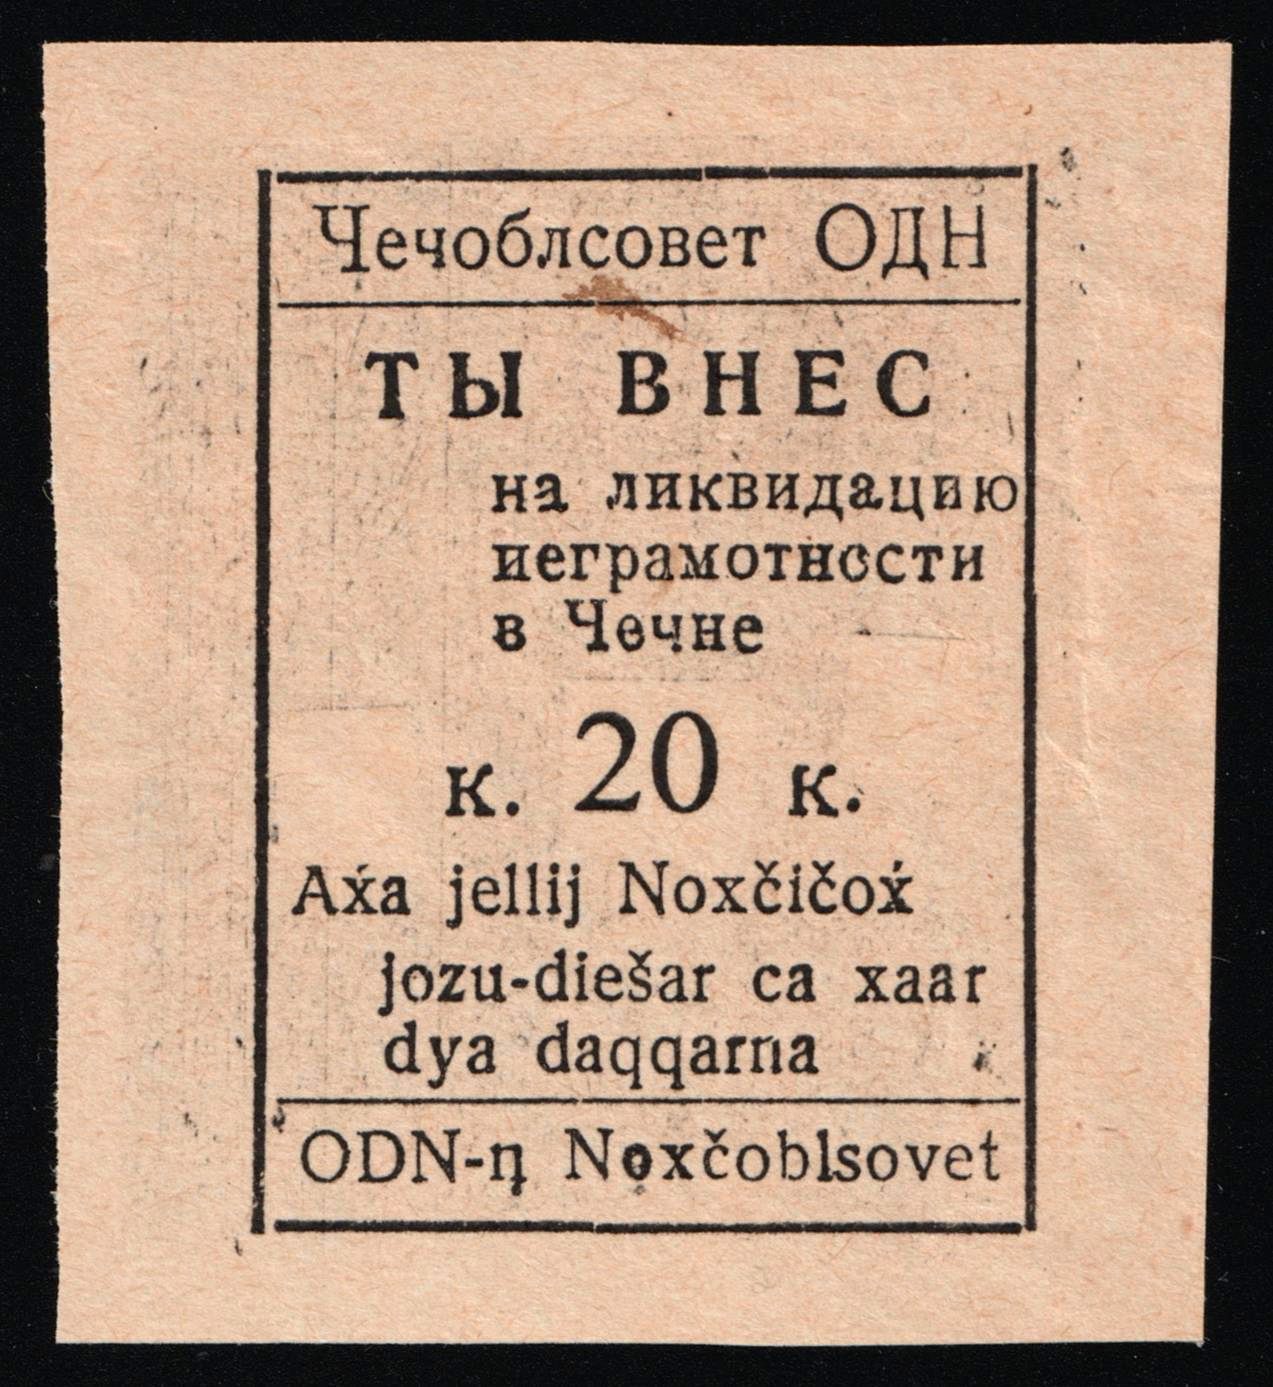 Чечоблсовет ОДН
ТЫ ВНЕС
на ликвидацию
неграмотности
в Чечне
к. 20 к.
Ax́a jellij Noxčičox́
jozu-diešar ca xaar
dya daqqarna
ODN-ƞ Noxčoblsovet